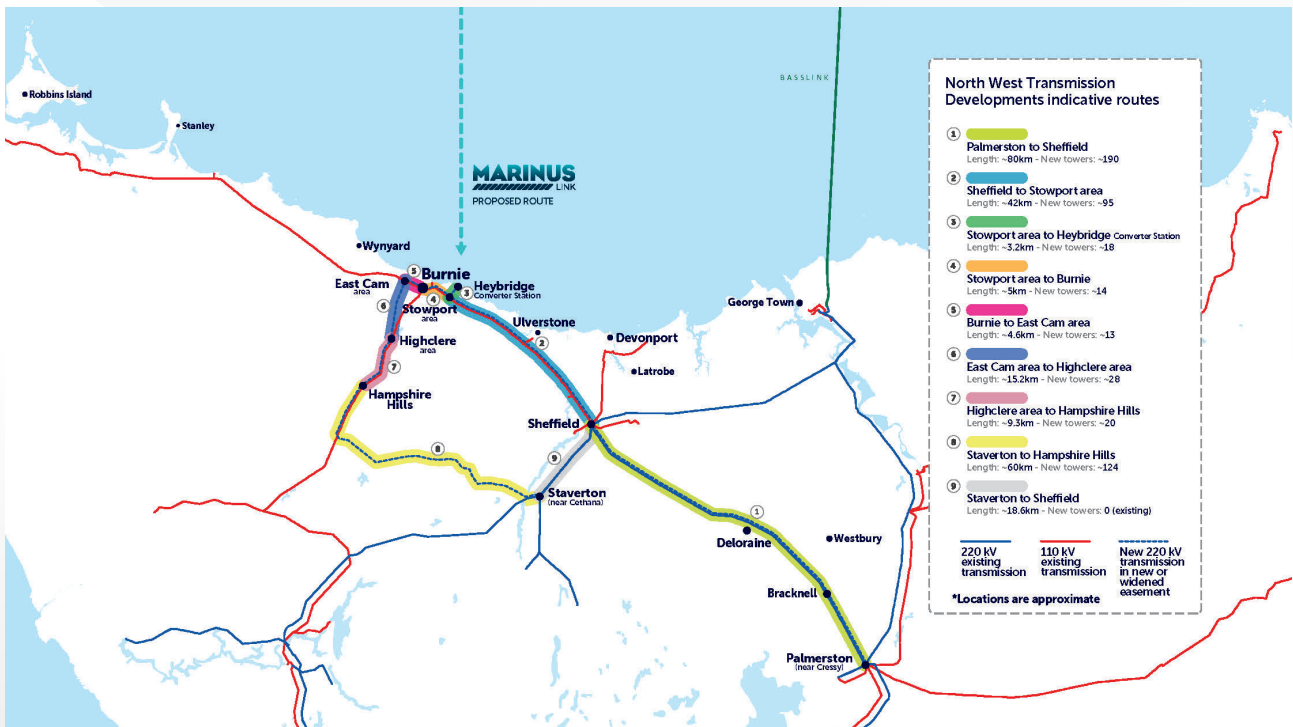 Robbins Island
Stanley
BASSLINK
MARINUS
LINK
PROPOSED ROUTE
Wynyard
5
Burnie
East Cam
area
Heybridge
Converter Station
3
4
6
Stowport
area
George Town
Ulverstone
2
Devonport
Highclere
area
Latrobe
7
Hampshire
Hills
Sheffield
8
9
Staverton
(near Cethana)
1
Deloraine
Westbury
Bracknell
Palmerston
(near Cressy)
North West Transmission
Developments indicative routes
1
Palmerston to Sheffield
Length: ~80km - New towers: ~190
2
Sheffield to Stowport area
Length: ~42km - New towers: ~95
3
Stowport area to Heybridge Converter Station
Length: ~3.2km - New towers: ~18
4
Stowport area to Burnie
Length: ~5km - New towers: ~14
5
Burnie to East Cam area
Length: ~4.6km - New towers: ~13
6
East Cam area to Highclere area
Length: ~15.2km - New towers: ~28
7
Highclere area to Hampshire Hills
Length: ~9.3km - New towers: ~20
8
Staverton to Hampshire Hills
Length: ~60km - New towers: ~124
9
Staverton to Sheffield
Length: ~18.6km - New towers: 0 (existing)
220 kV
existing
transmission
110 kV
existing
transmission
New 220 kV
transmission
in new or
widened
easement
*Locations are approximate